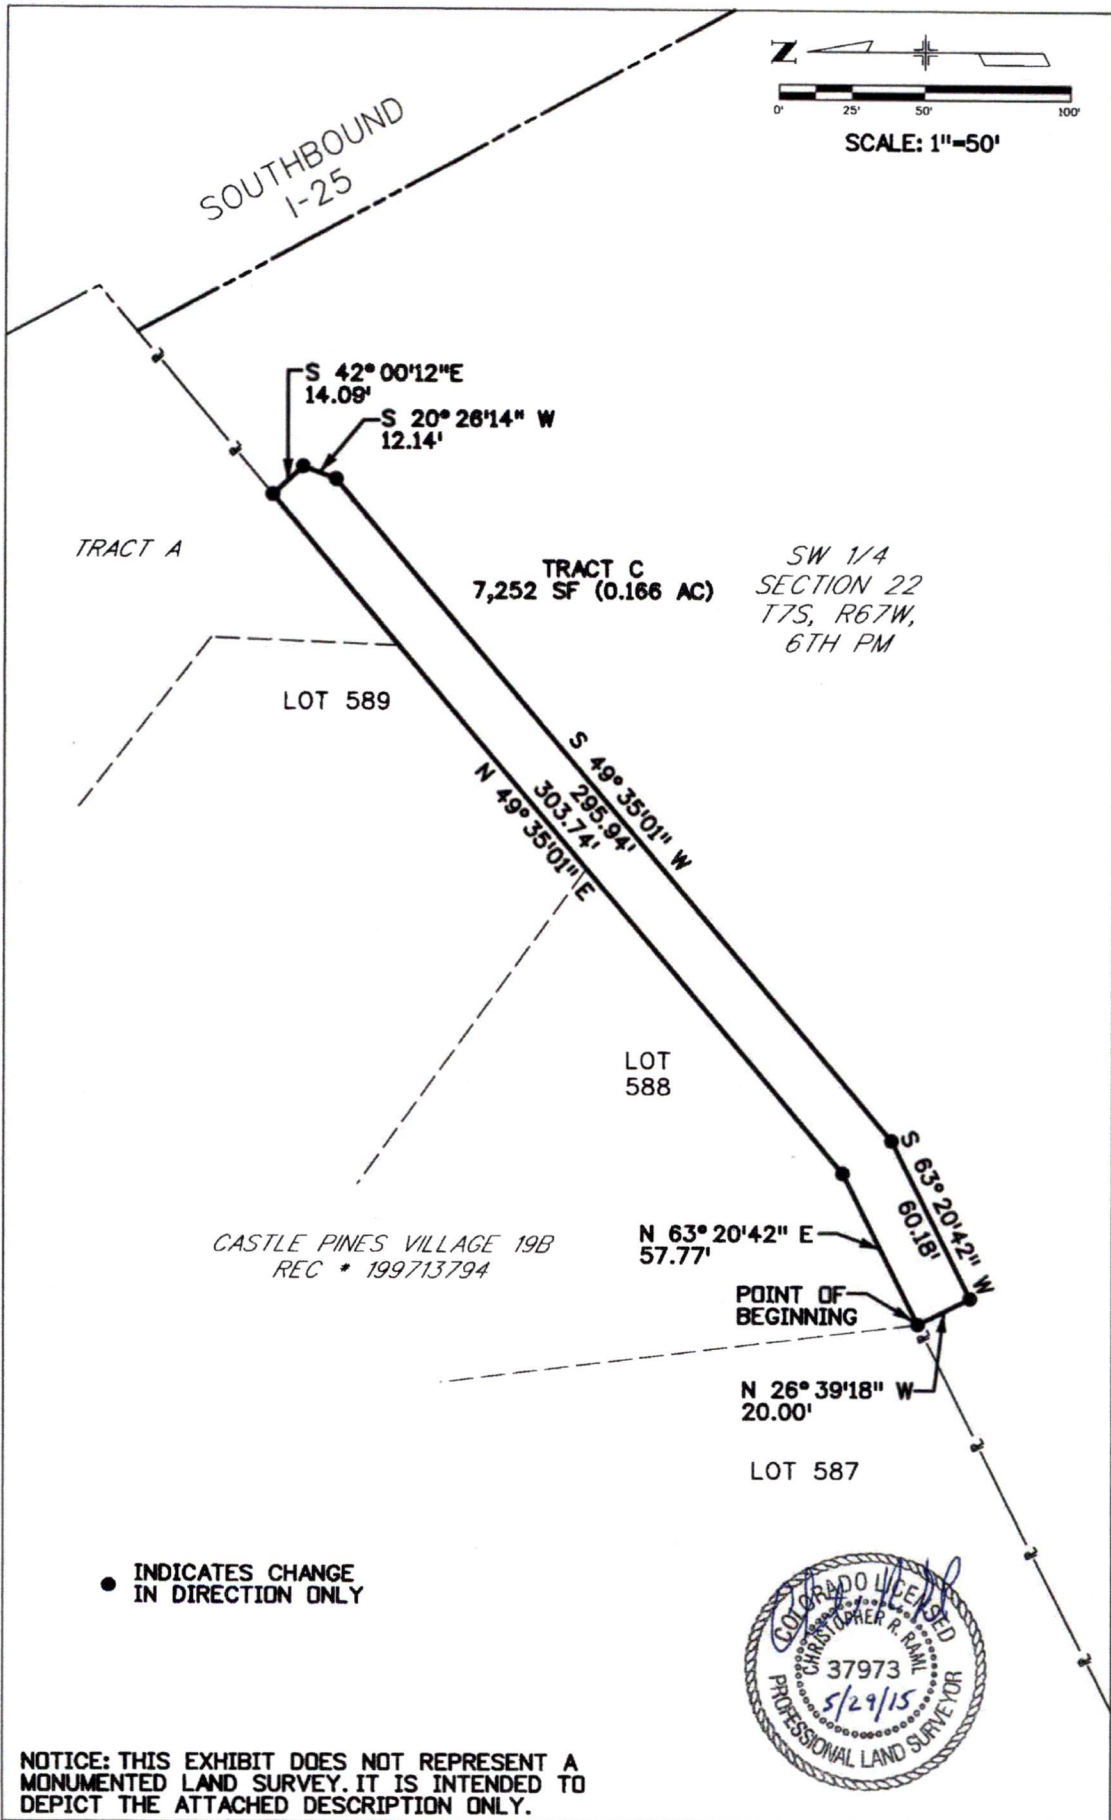 Z
0' 25' 50' 100'
SCALE: 1"=50'
SOUTHBOUND
I-25
S 42° 00'12"E
14.09'
S 20° 26'14" W
12.14'
TRACT A
TRACT C
7,252 SF (0.166 AC)
SW 1/4
SECTION 22
T7S, R67W,
6TH PM
LOT 589
S 49° 35'01" W
295.94'
303.74'
N 49° 35'01" E
LOT
588
S 63° 20'42" W
60.18'
CASTLE PINES VILLAGE 19B
REC * 199713794
N 63° 20'42" E
57.77'
POINT OF
BEGINNING
N 26° 39'18" W
20.00'
LOT 587
INDICATES CHANGE
IN DIRECTION ONLY
COLORADO LICENSED
CHRISTOPHER R. RAML
37973
5/29/15
PROFESSIONAL LAND SURVEYOR
NOTICE: THIS EXHIBIT DOES NOT REPRESENT A
MONUMENTED LAND SURVEY. IT IS INTENDED TO
DEPICT THE ATTACHED DESCRIPTION ONLY.